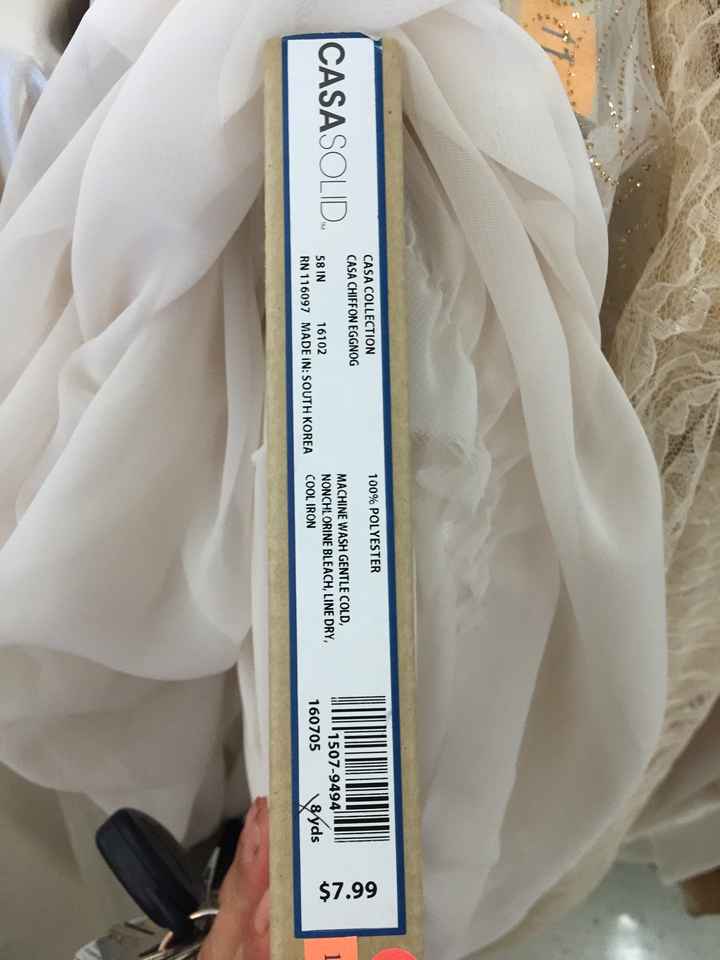 CASASOLID™
CASA COLLECTION
CASA CHIFFON EGGNOG
58 IN 16102
RN 116097 MADE IN: SOUTH KOREA
100% POLYESTER
MACHINE WASH GENTLE COLD,
NONCHLORINE BLEACH, LINE DRY,
COOL IRON
1507-9494
160705
8 yds
$7.99